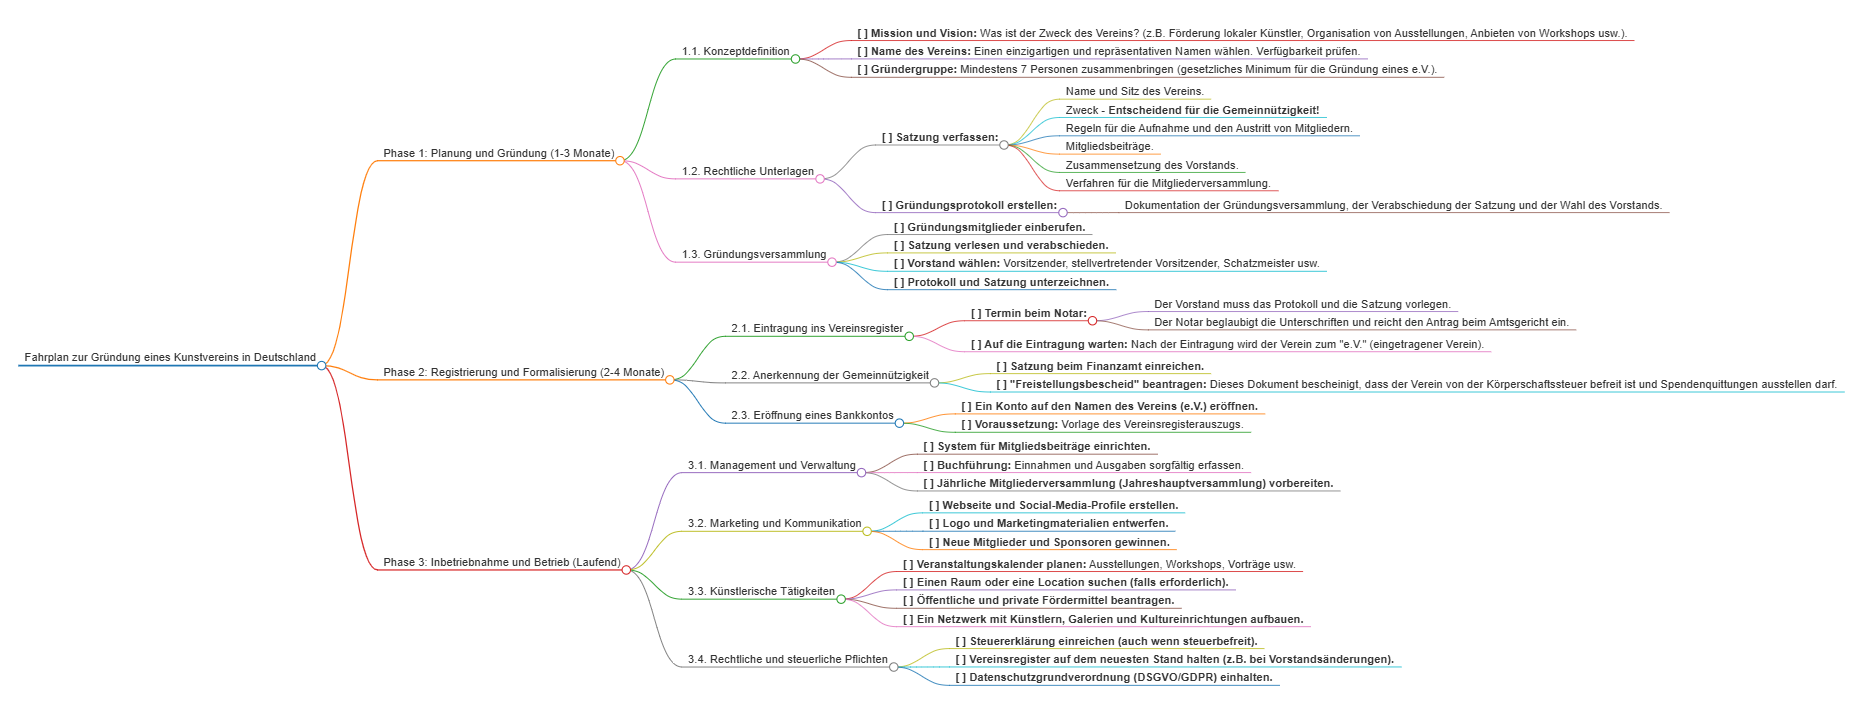 Fahrplan zur Gründung eines Kunstvereins in Deutschland
Phase 1: Planung und Gründung (1-3 Monate)
1.1. Konzeptdefinition
[ ] Mission und Vision: Was ist der Zweck des Vereins? (z.B. Förderung lokaler Künstler, Organisation von Ausstellungen, Anbieten von Workshops usw.).
[ ] Name des Vereins: Einen einzigartigen und repräsentativen Namen wählen. Verfügbarkeit prüfen.
[ ] Gründergruppe: Mindestens 7 Personen zusammenbringen (gesetzliches Minimum für die Gründung eines e.V.).
1.2. Rechtliche Unterlagen
[ ] Satzung verfassen:
Name und Sitz des Vereins.
Zweck - Entscheidend für die Gemeinnützigkeit!
Regeln für die Aufnahme und den Austritt von Mitgliedern.
Mitgliedsbeiträge.
Zusammensetzung des Vorstands.
Verfahren für die Mitgliederversammlung.
[ ] Gründungsprotokoll erstellen:
Dokumentation der Gründungsversammlung, der Verabschiedung der Satzung und der Wahl des Vorstands.
1.3. Gründungsversammlung
[ ] Gründungsmitglieder einberufen.
[ ] Satzung verlesen und verabschieden.
[ ] Vorstand wählen: Vorsitzender, stellvertretender Vorsitzender, Schatzmeister usw.
[ ] Protokoll und Satzung unterzeichnen.
Phase 2: Registrierung und Formalisierung (2-4 Monate)
2.1. Eintragung ins Vereinsregister
[ ] Termin beim Notar:
Der Vorstand muss das Protokoll und die Satzung vorlegen.
Der Notar beglaubigt die Unterschriften und reicht den Antrag beim Amtsgericht ein.
[ ] Auf die Eintragung warten: Nach der Eintragung wird der Verein zum "e.V." (eingetragener Verein).
2.2. Anerkennung der Gemeinnützigkeit
[ ] Satzung beim Finanzamt einreichen.
[ ] "Freistellungsbescheid" beantragen: Dieses Dokument bescheinigt, dass der Verein von der Körperschaftssteuer befreit ist und Spendenquittungen ausstellen darf.
2.3. Eröffnung eines Bankkontos
[ ] Ein Konto auf den Namen des Vereins (e.V.) eröffnen.
[ ] Voraussetzung: Vorlage des Vereinsregisterauszugs.
Phase 3: Inbetriebnahme und Betrieb (Laufend)
3.1. Management und Verwaltung
[ ] System für Mitgliedsbeiträge einrichten.
[ ] Buchführung: Einnahmen und Ausgaben sorgfältig erfassen.
[ ] Jährliche Mitgliederversammlung (Jahreshauptversammlung) vorbereiten.
3.2. Marketing und Kommunikation
[ ] Webseite und Social-Media-Profile erstellen.
[ ] Logo und Marketingmaterialien entwerfen.
[ ] Neue Mitglieder und Sponsoren gewinnen.
3.3. Künstlerische Tätigkeiten
[ ] Veranstaltungskalender planen: Ausstellungen, Workshops, Vorträge usw.
[ ] Einen Raum oder eine Location suchen (falls erforderlich).
[ ] Öffentliche und private Fördermittel beantragen.
[ ] Ein Netzwerk mit Künstlern, Galerien und Kultureinrichtungen aufbauen.
3.4. Rechtliche und steuerliche Pflichten
[ ] Steuererklärung einreichen (auch wenn steuerbefreit).
[ ] Vereinsregister auf dem neuesten Stand halten (z.B. bei Vorstandsänderungen).
[ ] Datenschutzgrundverordnung (DSGVO/GDPR) einhalten.